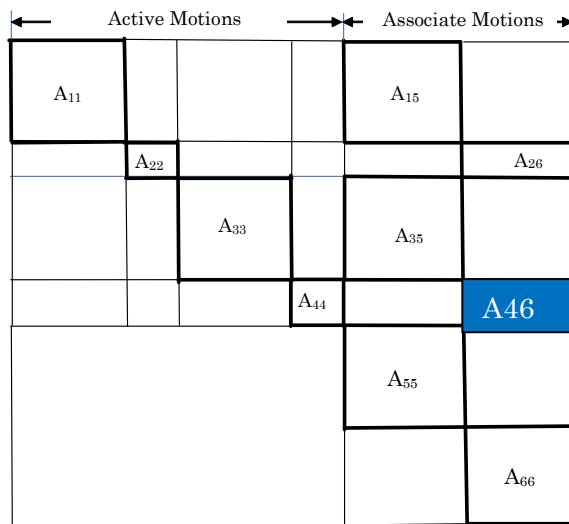 Active Motions Associate Motions
A₁₁ A₁₅
A₂₂ A₂₆
A₃₃ A₃₅
A₄₄ A46
A₅₅
A₆₆